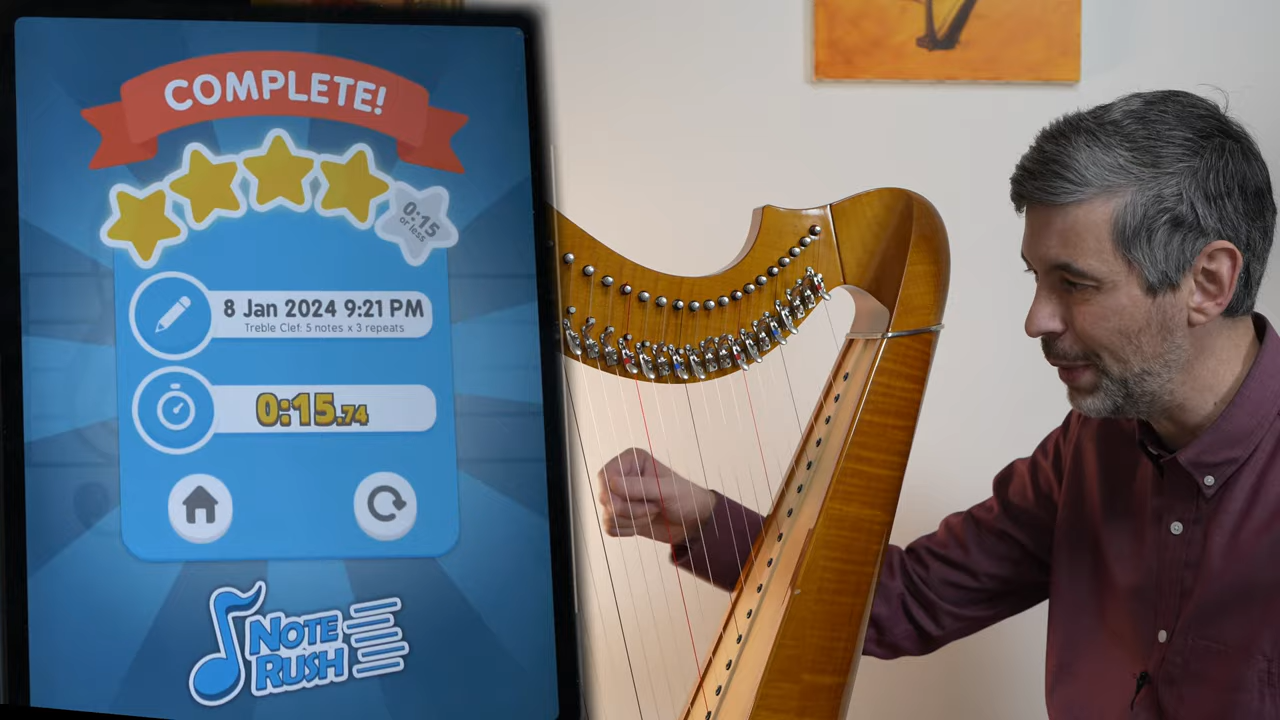 COMPLETE!
0:15
or less
8 Jan 2024 9:21 PM
Treble Clef: 5 notes x 3 repeats
0:15.74
NOTE
RUSH